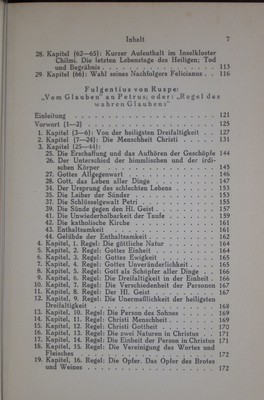 Inhalt 7
28. Kapitel (62—65): Kurzer Aufenthalt im Inselkloster
Chilmi. Die letzten Lebenstage des Heiligen; Tod
und Begräbnis . . . 113
29 Kapitel (66): Wahl seines Nachfolgers Felicianus . . 116
Fulgentius von Ruspe:
„Vom Glauben" an Petrus; oder: „Regel des
wahren Glaubens"
Einleitung . . . 121
Vorwort (1—2) . . . 125
1. Kapitel (3—6): Von der heiligsten Dreifaltigkeit . 127
2. Kapitel (7—24): Die Menschheit Christi . . . 131
3. Kapitel (25—44):
25. Die Erschaffung und das Aufhören der Geschöpfe 144
26. Der Unterschied der himmlischen und der irdi-
schen Körper . . . 145
27. Gottes Allgegenwart . . . 146
28. Gott, das Leben aller Dinge . . . 147
34. Der Ursprung des schlechten Lebens . . . 153
35. Die Leiber der Sünder . . . 153
37. Die Schlüsselgewalt Petri . . . 155
39. Die Sünde gegen den Hl. Geist . . . 157
41. Die Unwiederholbarkeit der Taufe . . . 159
42. Die katholische Kirche . . . 161
43. Enthaltsamkeit . . . 161
44. Gelübde der Enthaltsamkeit . . . 162
4. Kapitel, 1. Regel: Die göttliche Natur . . . 164
5. Kapitel, 2. Regel: Gottes Einheit . . . 164
6. Kapitel, 3. Regel: Gottes Ewigkeit . . . 165
7. Kapitel, 4. Regel: Gottes Unveränderlichkeit . . . 165
8. Kapitel, 5. Regel: Gott als Schöpfer aller Dinge . . 166
9. Kapitel, 6. Regel: Die Dreifaltigkeit in der Einheit . 166
10. Kapitel, 7. Regel: Die Verschiedenheit der Personen 167
11. Kapitel, 8. Regel: Der Hl. Geist . . . 167
12. Kapitel, 9. Regel: Die Unermaßlichkeit der heiligsten
Dreifaltigkeit . . . 168
13. Kapitel, 10. Regel: Die Person des Sohnes . . . 169
14. Kapitel, 11. Regel: Christi Menschheit . . . 169
15. Kapitel, 12. Regel: Christi Gottheit . . . 170
16. Kapitel, 13. Regel: Die zwei Naturen in Christus . . 171
17. Kapitel, 14. Regel: Die Einheit der Person in Christus 171
18. Kapitel, 15. Regel: Die Vereinigung des Wortes und
Fleisches . . . 172
19. Kapitel, 16. Regel: Die Opfer. Das Opfer des Brotes
und Weines . . . 172